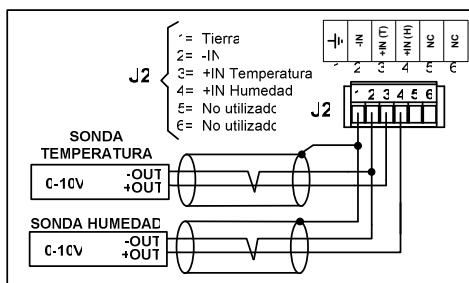 J2
1= Tierra
2= -IN
3= +IN Temperatura
4= +IN Humedad
5= No utilizado
6= No utilizado
-IN
+IN (T)
+IN (H)
NC
NC
1 2 3 4 5 6
J2
1 2 3 4 5 6
SONDA
TEMPERATURA
0-10V
-OUT
+OUT
SONDA HUMEDAD
0-10V
-OUT
+OUT